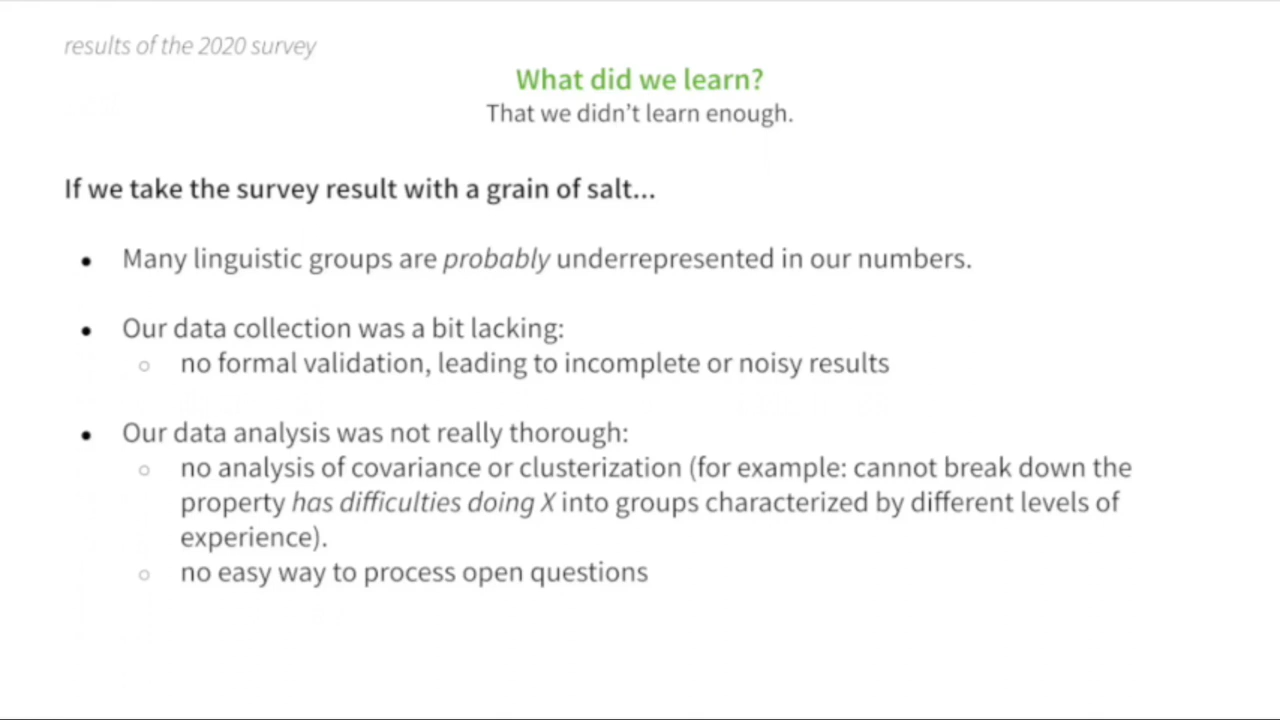 results of the 2020 survey
What did we learn?
That we didn't learn enough.
If we take the survey result with a grain of salt...
● Many linguistic groups are probably underrepresented in our numbers.
● Our data collection was a bit lacking:
○ no formal validation, leading to incomplete or noisy results
● Our data analysis was not really thorough:
○ no analysis of covariance or clusterization (for example: cannot break down the
property has difficulties doing X into groups characterized by different levels of
experience).
○ no easy way to process open questions